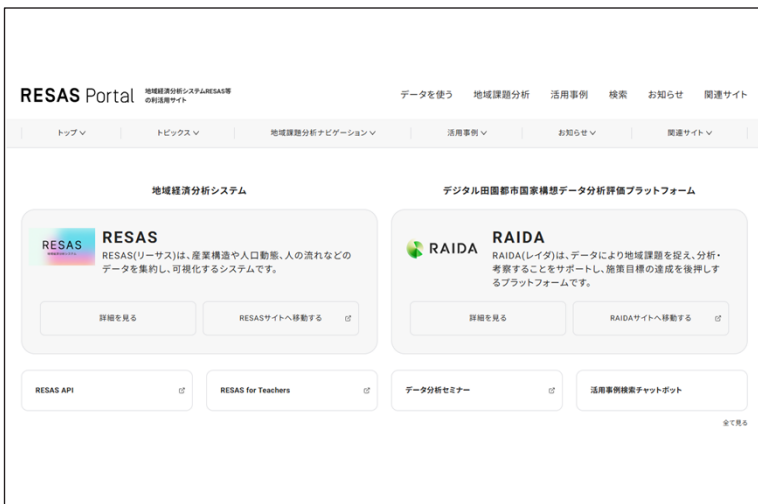 RESAS Portal
地域経済分析システムRESAS等
の利活用サイト
データを使う 地域課題分析 活用事例 検索 お知らせ 関連サイト
トップ トピックス 地域課題分析ナビゲーション 活用事例 お知らせ 関連サイト
地域経済分析システム
RESAS
RESAS
RESAS(リーサス)は、産業構造や人口動態、人の流れなどの
データを集約し、可視化するシステムです。
詳細を見る RESASサイトへ移動する
デジタル田園都市国家構想データ分析評価プラットフォーム
RAIDA
RAIDA
RAIDA(レイダ)は、データにより地域課題を捉え、分析・
考察することをサポートし、施策目標の達成を後押しす
るプラットフォームです。
詳細を見る RAIDAサイトへ移動する
RESAS API RESAS for Teachers データ分析セミナー 活用事例検索チャットボット
全て見る